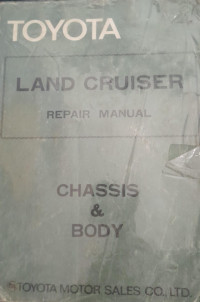 TOYOTA
LAND CRUISER
REPAIR MANUAL
CHASSIS
&
BODY
TOYOTA MOTOR SALES CO., LTD.